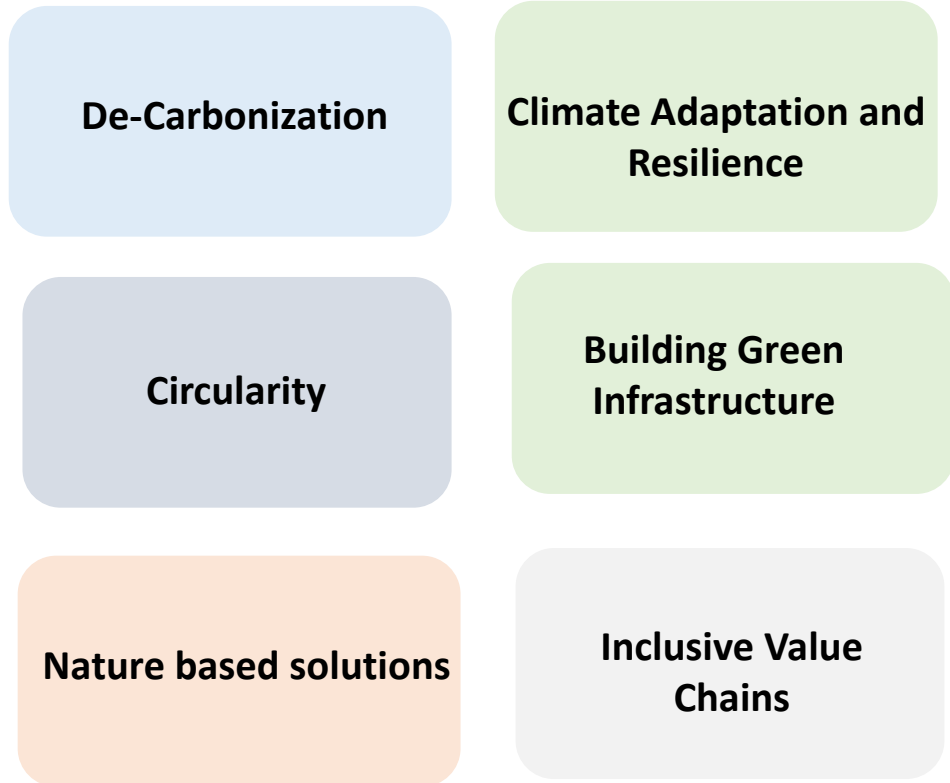 De-Carbonization
Climate Adaptation and
Resilience
Circularity
Building Green
Infrastructure
Nature based solutions
Inclusive Value
Chains